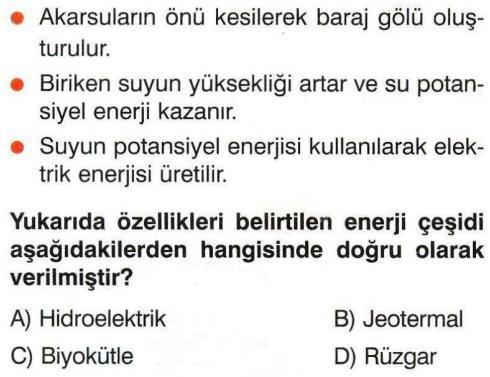 • Akarsuların önü kesilerek baraj gölü oluş-
turulur.
• Biriken suyun yüksekliği artar ve su potan-
siyel enerji kazanır.
• Suyun potansiyel enerjisi kullanılarak elek-
trik enerjisi üretilir.
Yukarıda özellikleri belirtilen enerji çeşidi
aşağıdakilerden hangisinde doğru olarak
verilmiştir?
A) Hidroelektrik B) Jeotermal
C) Biyokütle D) Rüzgar